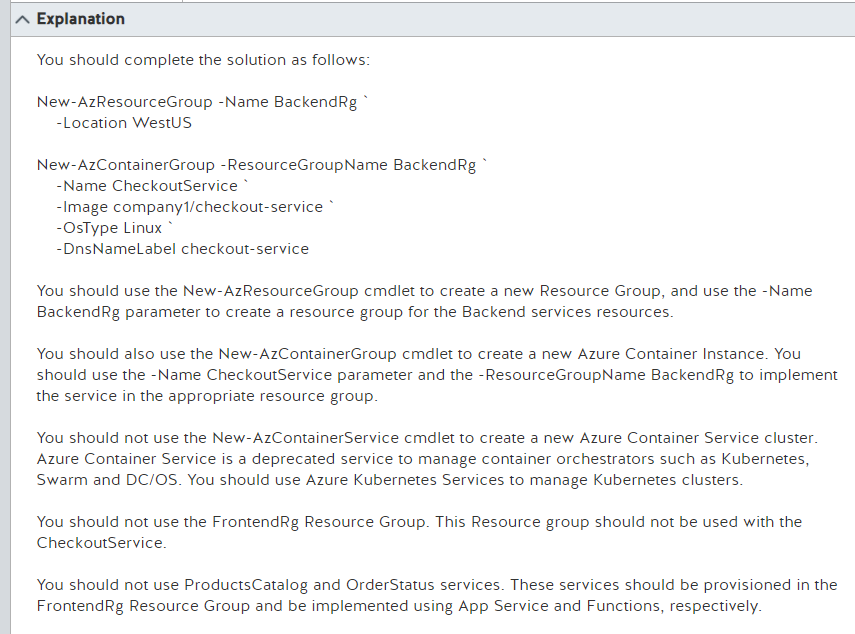 Explanation
You should complete the solution as follows:
New-AzResourceGroup -Name BackendRg `
-Location WestUS
New-AzContainerGroup -ResourceGroupName BackendRg `
-Name CheckoutService `
-Image company1/checkout-service `
-OsType Linux `
-DnsNameLabel checkout-service
You should use the New-AzResourceGroup cmdlet to create a new Resource Group, and use the -Name
BackendRg parameter to create a resource group for the Backend services resources.
You should also use the New-AzContainerGroup cmdlet to create a new Azure Container Instance. You
should use the -Name CheckoutService parameter and the -ResourceGroupName BackendRg to implement
the service in the appropriate resource group.
You should not use the New-AzContainerService cmdlet to create a new Azure Container Service cluster.
Azure Container Service is a deprecated service to manage container orchestrators such as Kubernetes,
Swarm and DC/OS. You should use Azure Kubernetes Services to manage Kubernetes clusters.
You should not use the FrontendRg Resource Group. This Resource group should not be used with the
CheckoutService.
You should not use ProductsCatalog and OrderStatus services. These services should be provisioned in the
FrontendRg Resource Group and be implemented using App Service and Functions, respectively.